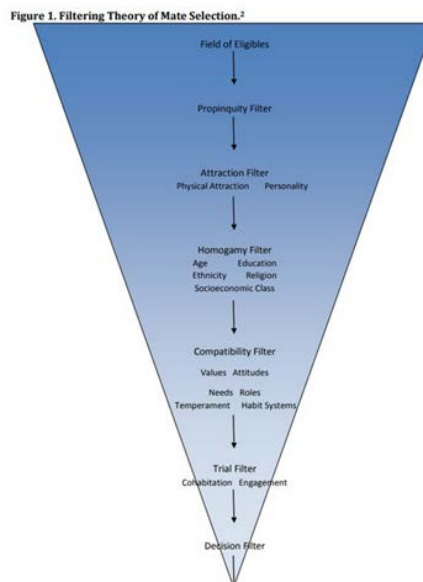 Figure 1. Filtering Theory of Mate Selection.²
Field of Eligibles
Propinquity Filter
Attraction Filter
Physical Attraction Personality
Homogamy Filter
Age Education
Ethnicity Religion
Socioeconomic Class
Compatibility Filter
Values Attitudes
Needs Roles
Temperament Habit Systems
Trial Filter
Cohabitation Engagement
Decision Filter